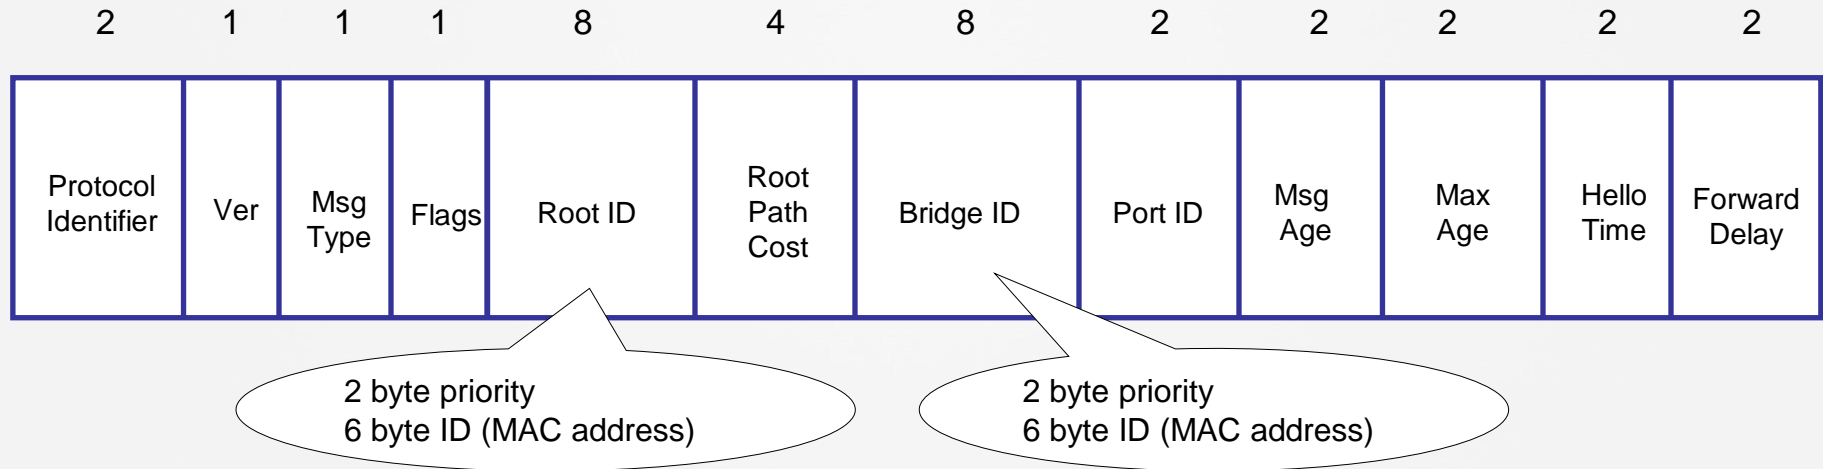 2 1 1 1 8 4 8 2 2 2 2 2
Protocol
Identifier
Ver
Msg
Type
Flags
Root ID
Root
Path
Cost
Bridge ID
Port ID
Msg
Age
Max
Age
Hello
Time
Forward
Delay
2 byte priority
6 byte ID (MAC address)
2 byte priority
6 byte ID (MAC address)